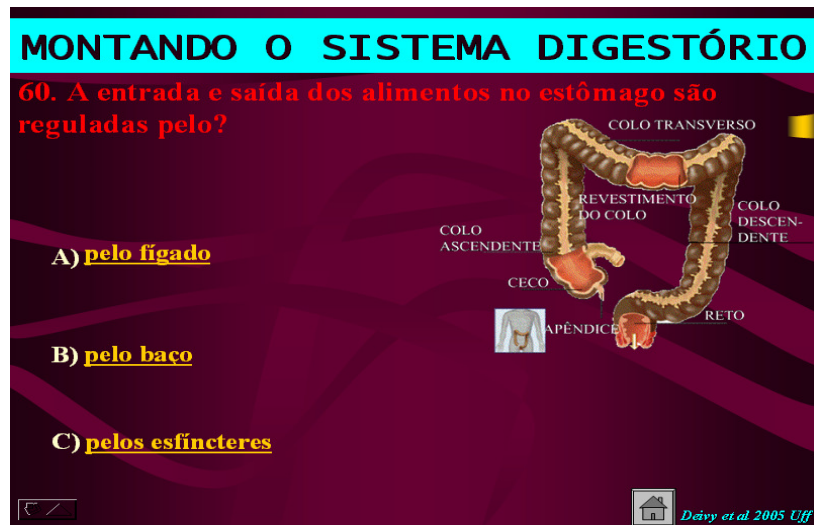 MONTANDO O SISTEMA DIGESTÓRIO
60. A entrada e saída dos alimentos no estômago são
reguladas pelo?
COLO TRANSVERSO
REVESTIMENTO
DO COLO
COLO
DESCEN-
DENTE
COLO
ASCENDENTE
CECO
APÊNDICE
RETO
A) pelo fígado
B) pelo baço
C) pelos esfíncteres
Deivy et al 2005 Uff